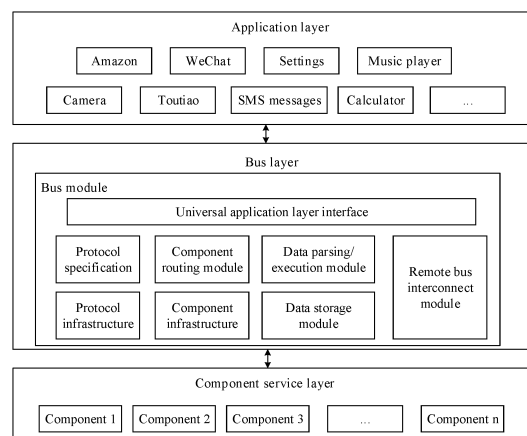 Application layer
Amazon WeChat Settings Music player
Camera Toutiao SMS messages Calculator ...
Bus layer
Bus module
Universal application layer interface
Protocol specification
Component routing module
Data parsing/
execution module
Remote bus
interconnect
module
Protocol
infrastructure
Component
infrastructure
Data storage
module
Component service layer
Component 1 Component 2 Component 3 ... Component n